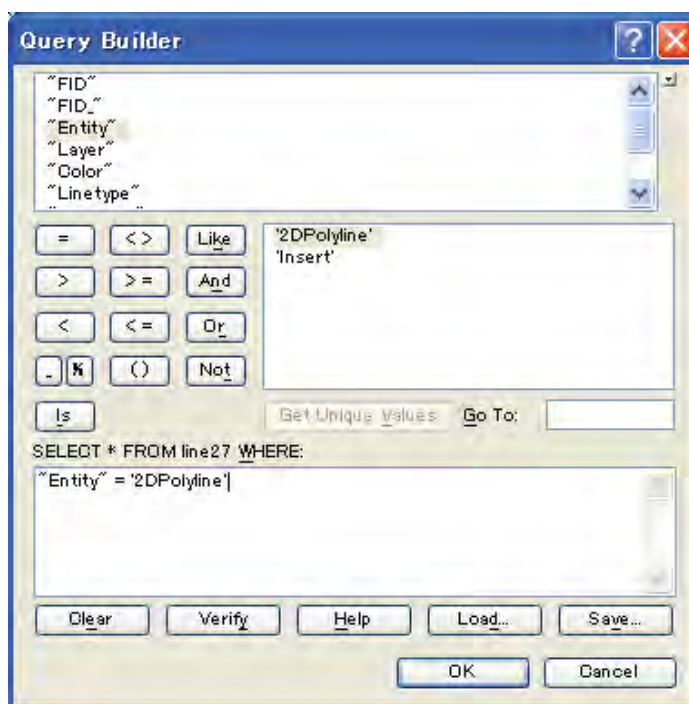 Query Builder
"FID"
"FID_"
"Entity"
"Layer"
"Color"
"Linetype"
= <> Like
> >= And
< <= Or
_ % () Not
Is
'2DPolyline'
'Insert'
Get Unique Values Go To:
SELECT * FROM line27 WHERE:
"Entity" = '2DPolyline'
Clear Verify Help Load... Save...
OK Cancel